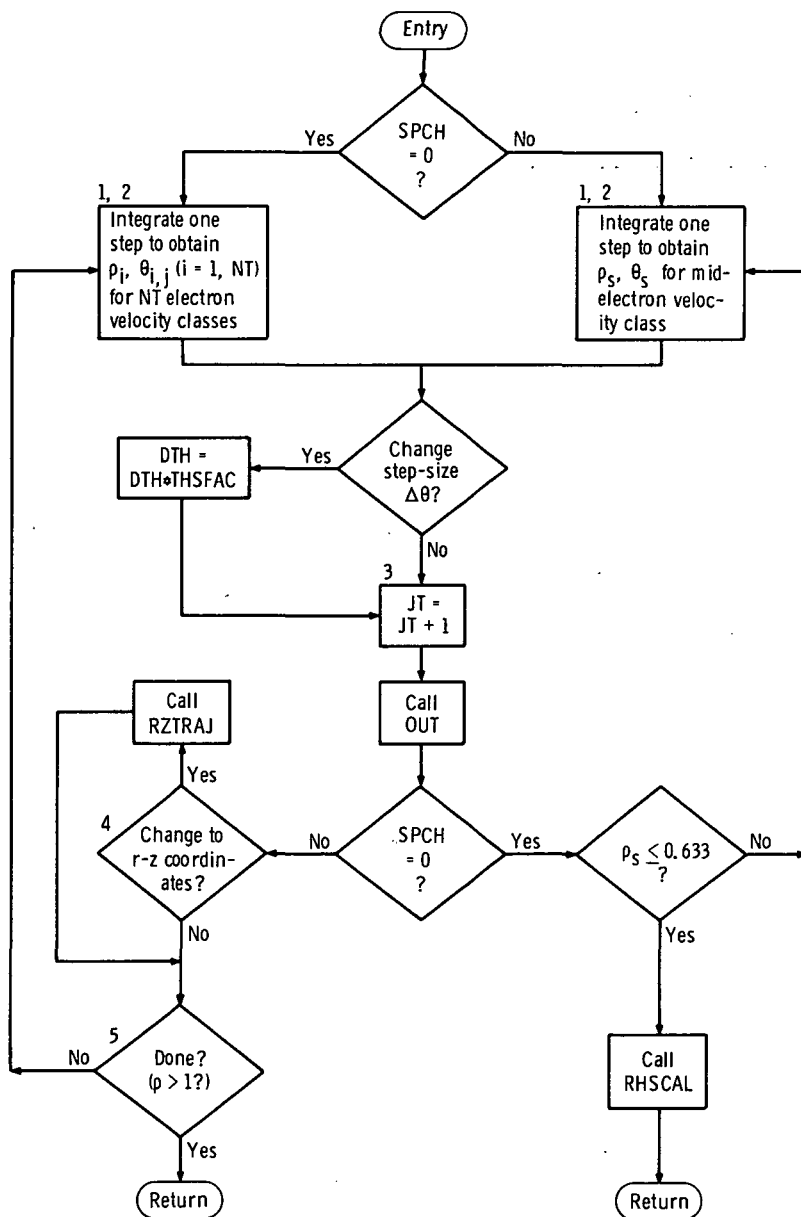 Entry
SPCH
= 0
?
Yes
No
1, 2
Integrate one
step to obtain
ρi, θi,j (i = 1, NT)
for NT electron
velocity classes
1, 2
Integrate one
step to obtain
ρs, θs for mid-
electron veloc-
ity class
Change
step-size
Δθ?
Yes
DTH =
DTH*THSFAC
No
3
JT =
JT + 1
Call
OUT
Call
RZTRAJ
Yes
4
Change to
r-z coordin-
ates?
No
SPCH
= 0
?
Yes
ρs ≤ 0.633
?
No
No
Yes
5
Done?
(ρ > 1?)
No
Call
RHSCAL
Yes
Return
Return